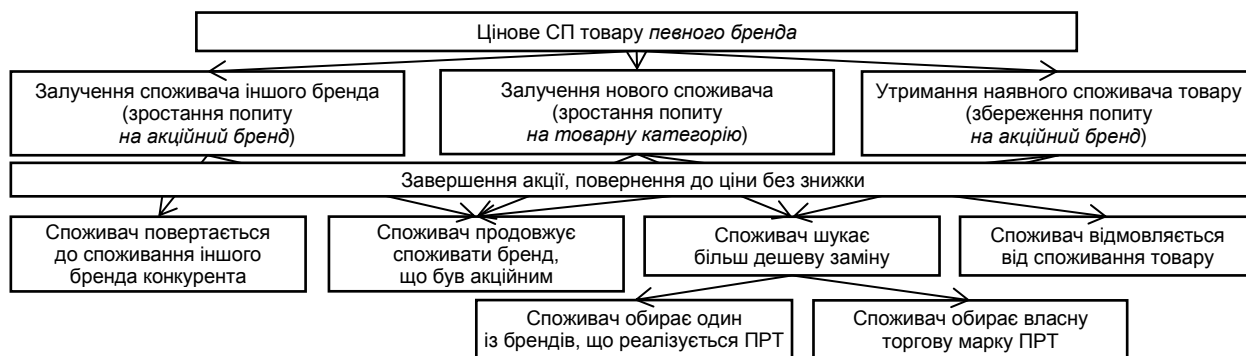 Цінове СП товару певного бренда
Залучення споживача іншого бренда
(зростання попиту
на акційний бренд)
Залучення нового споживача
(зростання попиту
на товарну категорію)
Утримання наявного споживача товару
(збереження попиту
на акційний бренд)
Завершення акції, повернення до ціни без знижки
Споживач повертається
до споживання іншого
бренда конкурента
Споживач продовжує
споживати бренд,
що був акційним
Споживач шукає
більш дешеву заміну
Споживач відмовляється
від споживання товару
Споживач обирає один
із брендів, що реалізується ПРТ
Споживач обирає власну
торгову марку ПРТ